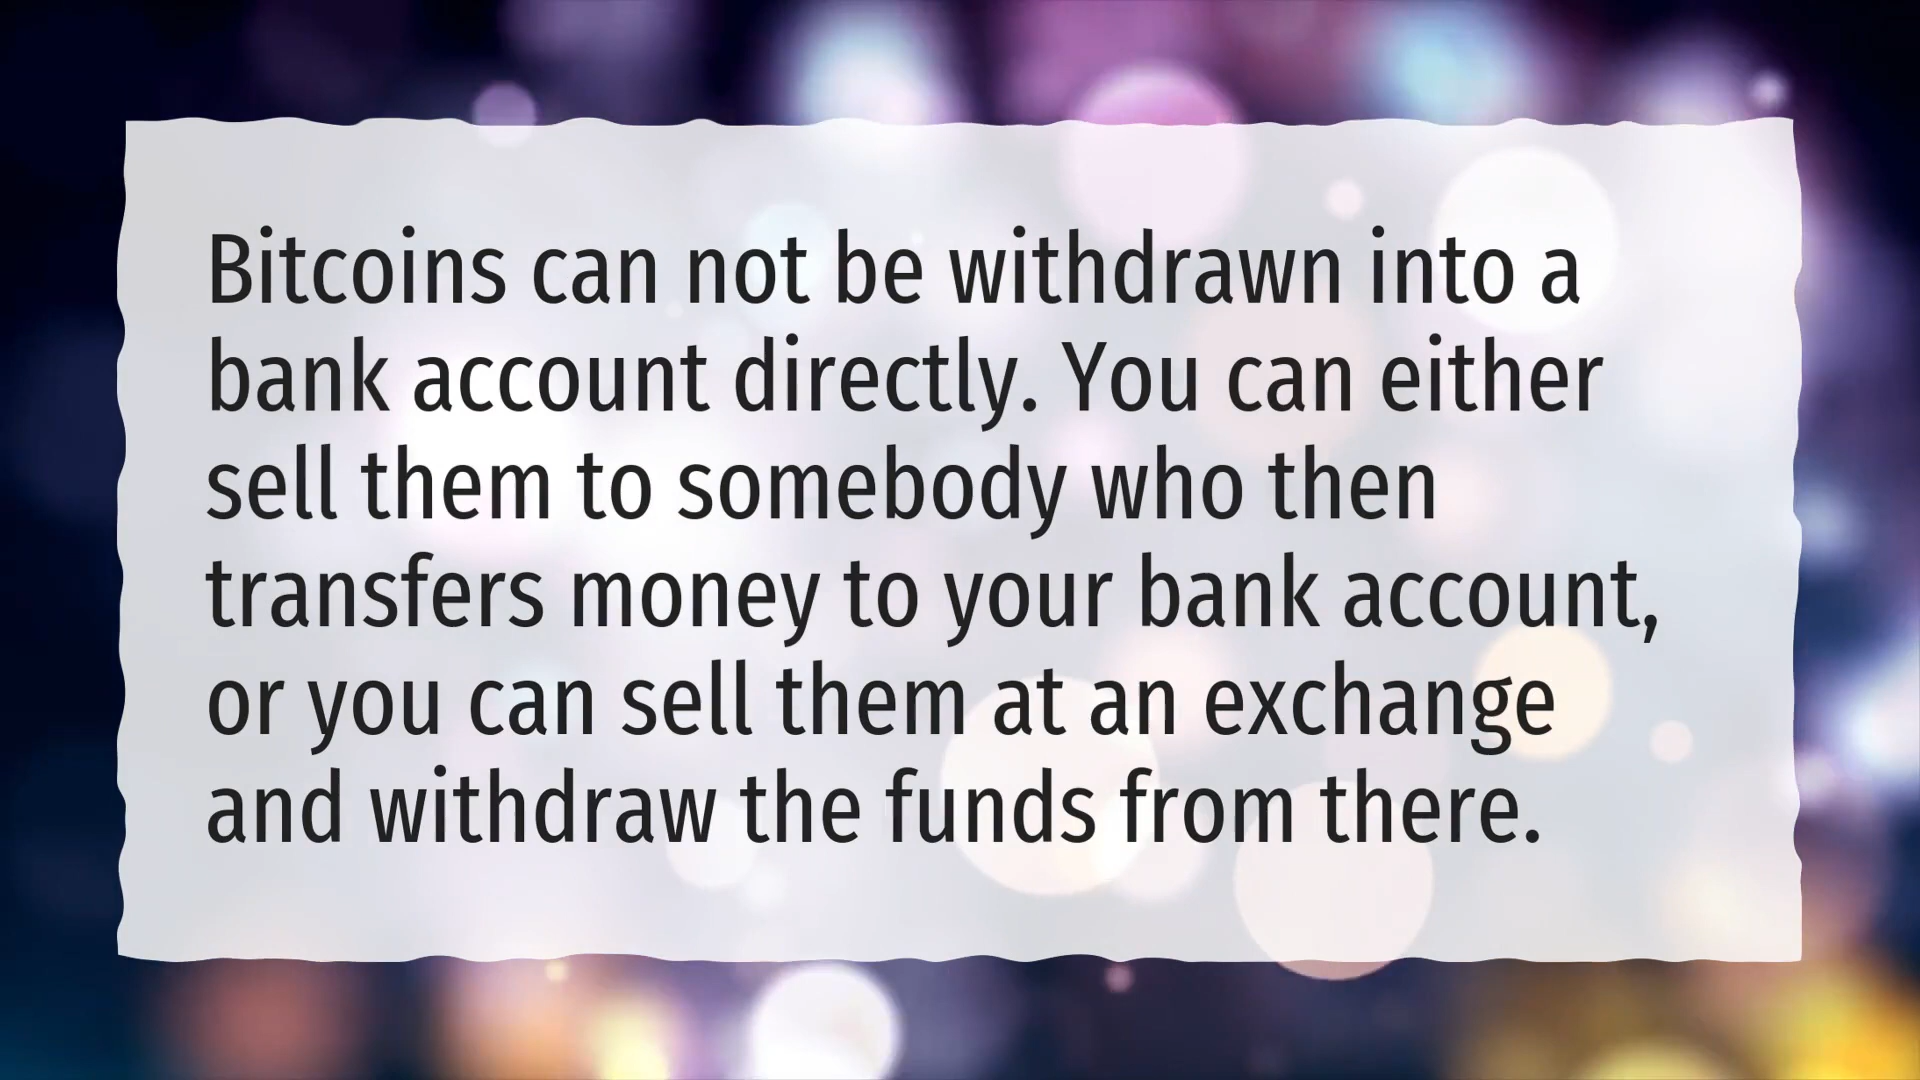 Bitcoins can not be withdrawn into a
bank account directly. You can either
sell them to somebody who then
transfers money to your bank account,
or you can sell them at an exchange
and withdraw the funds from there.